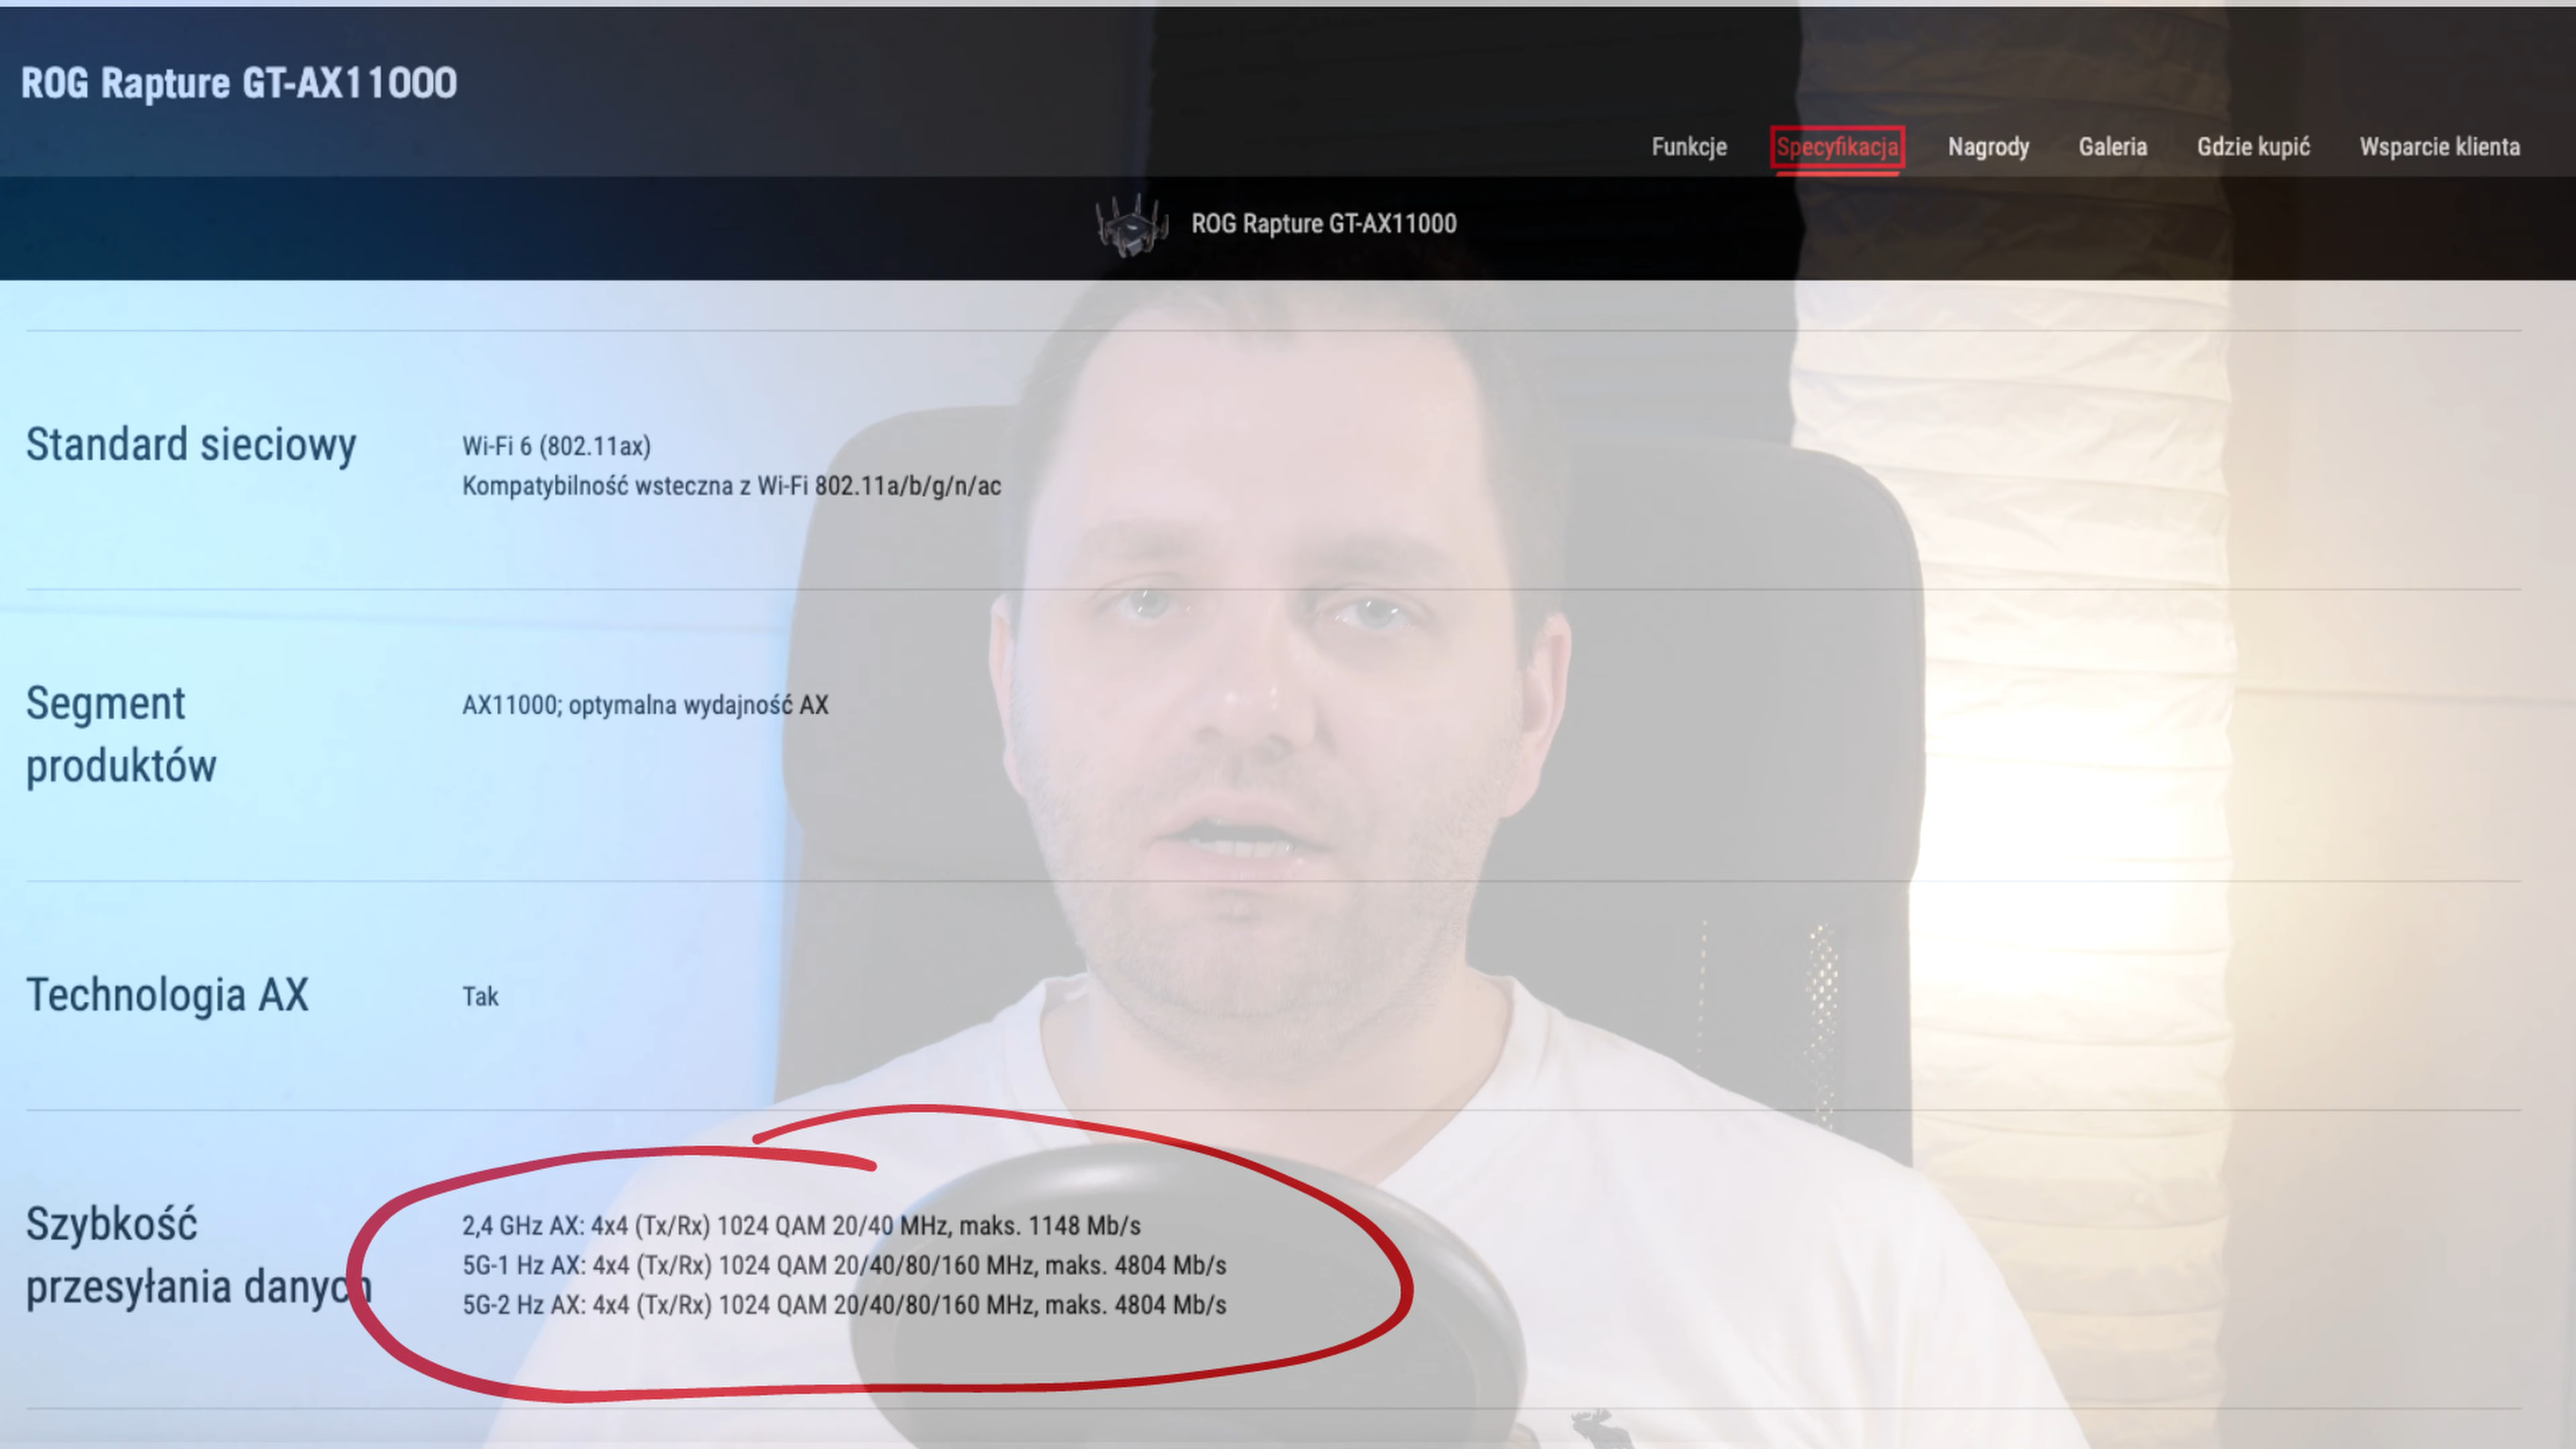 ROG Rapture GT-AX11000
Funkcje Specyfikacja Nagrody Galeria Gdzie kupić Wsparcie klienta
ROG Rapture GT-AX11000
Standard sieciowy
Wi-Fi 6 (802.11ax)
Kompatybilność wsteczna z Wi-Fi 802.11a/b/g/n/ac
Segment
produktów
AX11000; optymalna wydajność AX
Technologia AX
Tak
Szybkość
przesyłania danych
2,4 GHz AX: 4x4 (Tx/Rx) 1024 QAM 20/40 MHz, maks. 1148 Mb/s
5G-1 Hz AX: 4x4 (Tx/Rx) 1024 QAM 20/40/80/160 MHz, maks. 4804 Mb/s
5G-2 Hz AX: 4x4 (Tx/Rx) 1024 QAM 20/40/80/160 MHz, maks. 4804 Mb/s